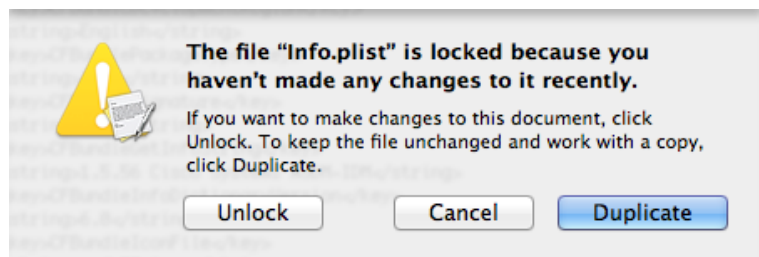 The file “Info.plist” is locked because you
haven't made any changes to it recently.
If you want to make changes to this document, click
Unlock. To keep the file unchanged and work with a copy,
click Duplicate.
Unlock Cancel Duplicate